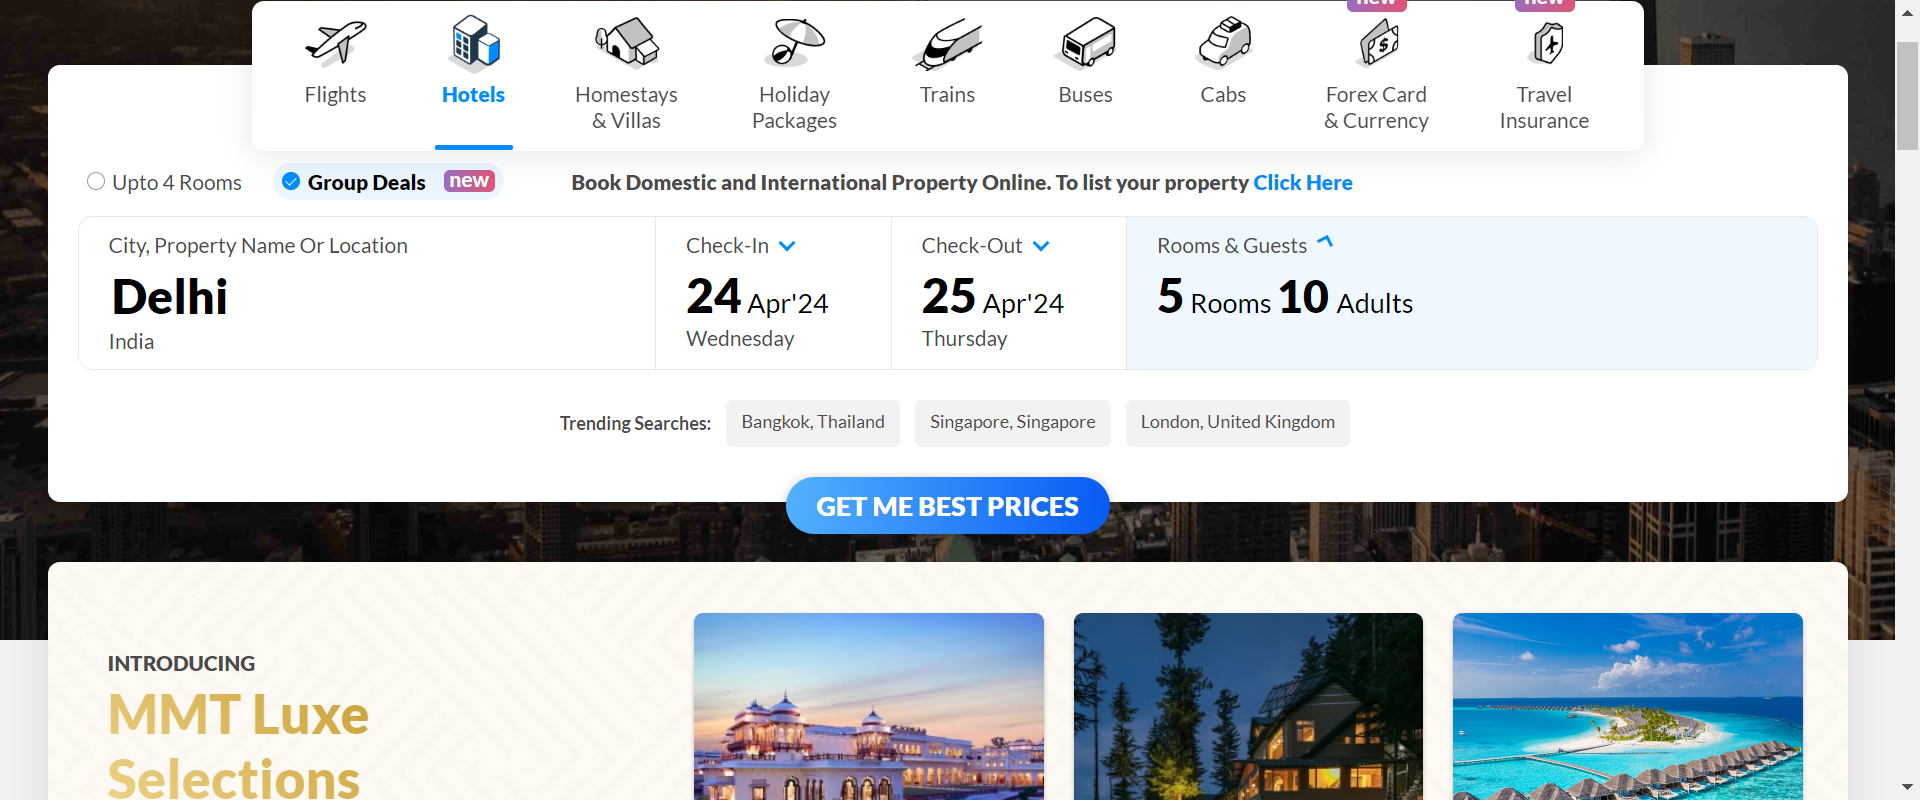 new
new
Flights
Hotels
Homestays
& Villas
Holiday
Packages
Trains
Buses
Cabs
Forex Card
& Currency
Travel
Insurance
Upto 4 Rooms
Group Deals new
Book Domestic and International Property Online. To list your property Click Here
City, Property Name Or Location
Delhi
India
Check-In
24 Apr'24
Wednesday
Check-Out
25 Apr'24
Thursday
Rooms & Guests
5 Rooms 10 Adults
Trending Searches: Bangkok, Thailand Singapore, Singapore London, United Kingdom
GET ME BEST PRICES
INTRODUCING
MMT Luxe
Selections